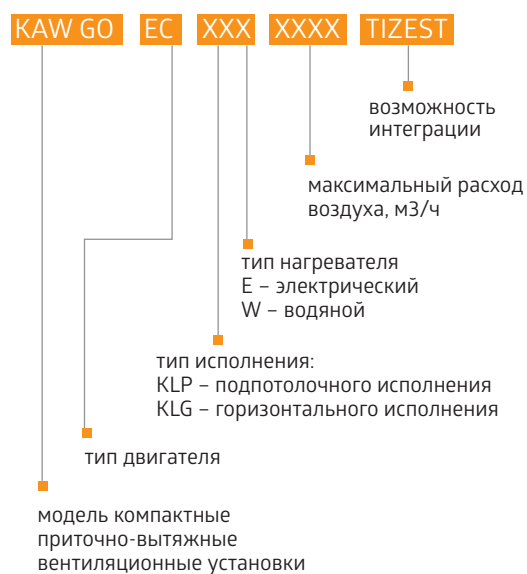 KAW GO EC XXX XXXX TIZEST
возможность
интеграции
максимальный расход
воздуха, м3/ч
тип нагревателя
E – электрический
W – водяной
тип исполнения:
KLP – подпотолочного исполнения
KLG – горизонтального исполнения
тип двигателя
модель компактные
приточно-вытяжные
вентиляционные установки